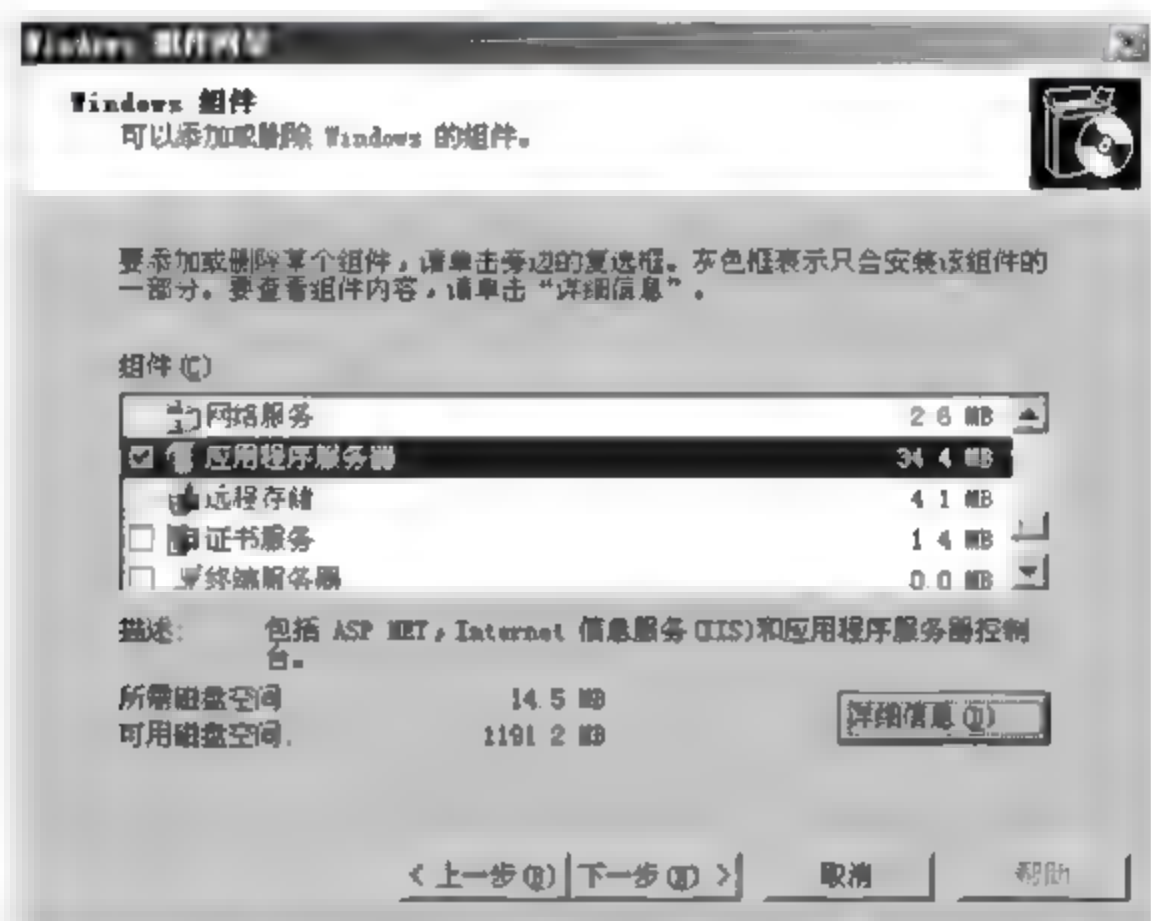 Windows 组件向导
Windows 组件
可以添加或删除 Windows 的组件。
要添加或删除某个组件，请单击旁边的复选框。灰色框表示只会安装该组件的
一部分。要查看组件内容，请单击“详细信息”。
组件(C)
网络服务 2 6 MB
应用程序服务器 34 4 MB
远程存储 4 1 MB
证书服务 1 4 MB
终端服务器 0.0 MB
描述: 包括 ASP NET，Internet 信息服务(IIS)和应用程序服务器控制
台。
所需磁盘空间 14.5 MB
可用磁盘空间. 1191 2 MB
详细信息(D)
< 上一步(B) 下一步(N) > 取消 帮助